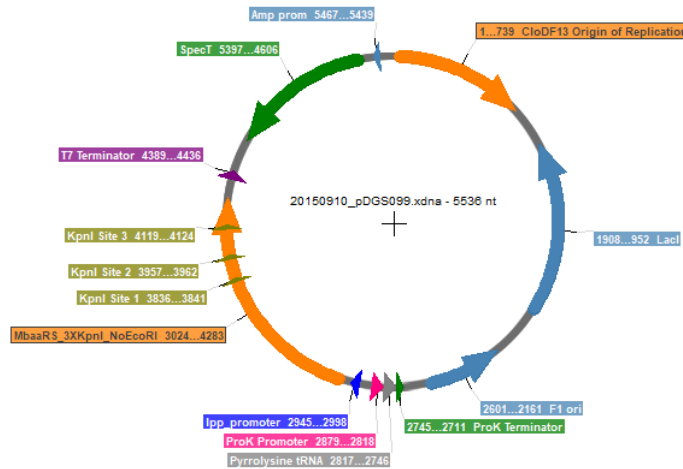 Amp prom 5467...5439
1...739 CloDF13 Origin of Replication
SpecT 5397...4606
T7 Terminator 4389...4436
20150910_pDGS099.xdna - 5536 nt
KpnI Site 3 4119...4124
1908...952 LacI
KpnI Site 2 3957...3962
KpnI Site 1 3836...3841
MbaaRS_3XKpnI_NoEcoRI 3024...4283
2601...2161 F1 ori
lpp_promoter 2945...2998
2745...2711 ProK Terminator
ProK Promoter 2879...2818
Pyrrolysine tRNA 2817...2746